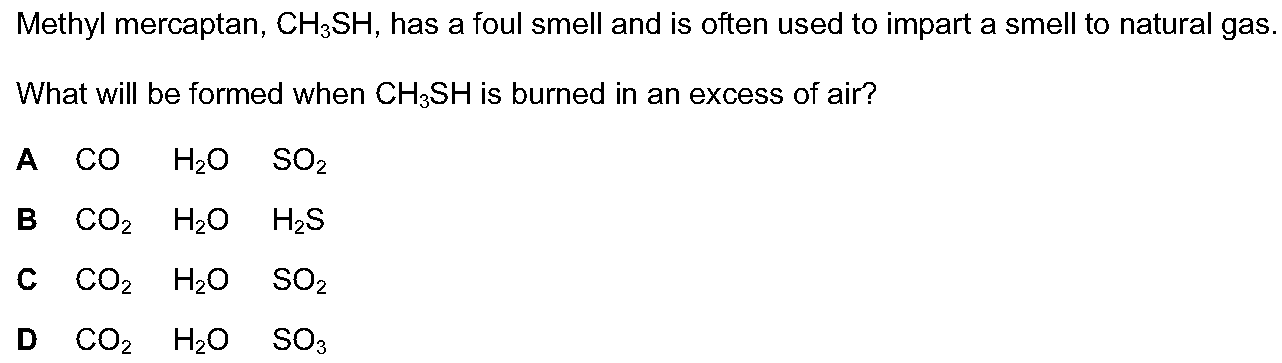 Methyl mercaptan, CH₃SH, has a foul smell and is often used to impart a smell to natural gas.
What will be formed when CH₃SH is burned in an excess of air?
A CO H₂O SO₂
B CO₂ H₂O H₂S
C CO₂ H₂O SO₂
D CO₂ H₂O SO₃